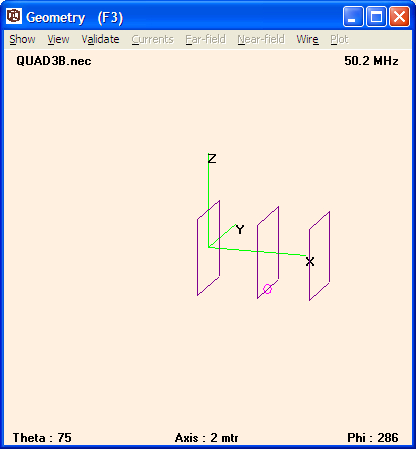 Geometry (F3)
Show View Validate Currents Far-field Near-field Wire Plot
QUAD3B.nec 50.2 MHz
Z
Y
X
Theta : 75 Axis : 2 mtr Phi : 286